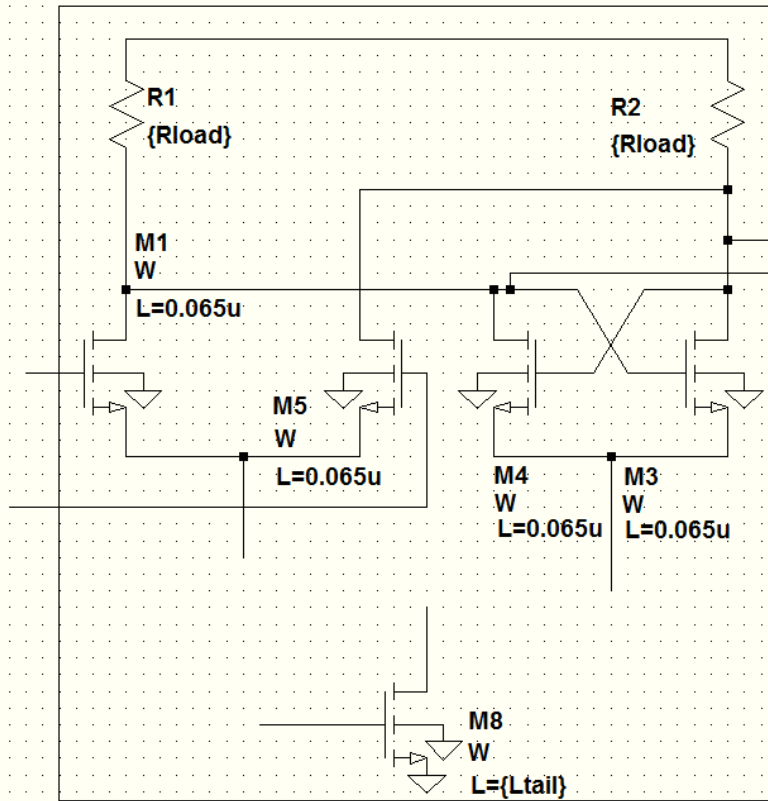 R1
{Rload}
R2
{Rload}
M1
W
L=0.065u
M5
W
L=0.065u
M4
W
L=0.065u
M3
W
L=0.065u
M8
W
L={Ltail}